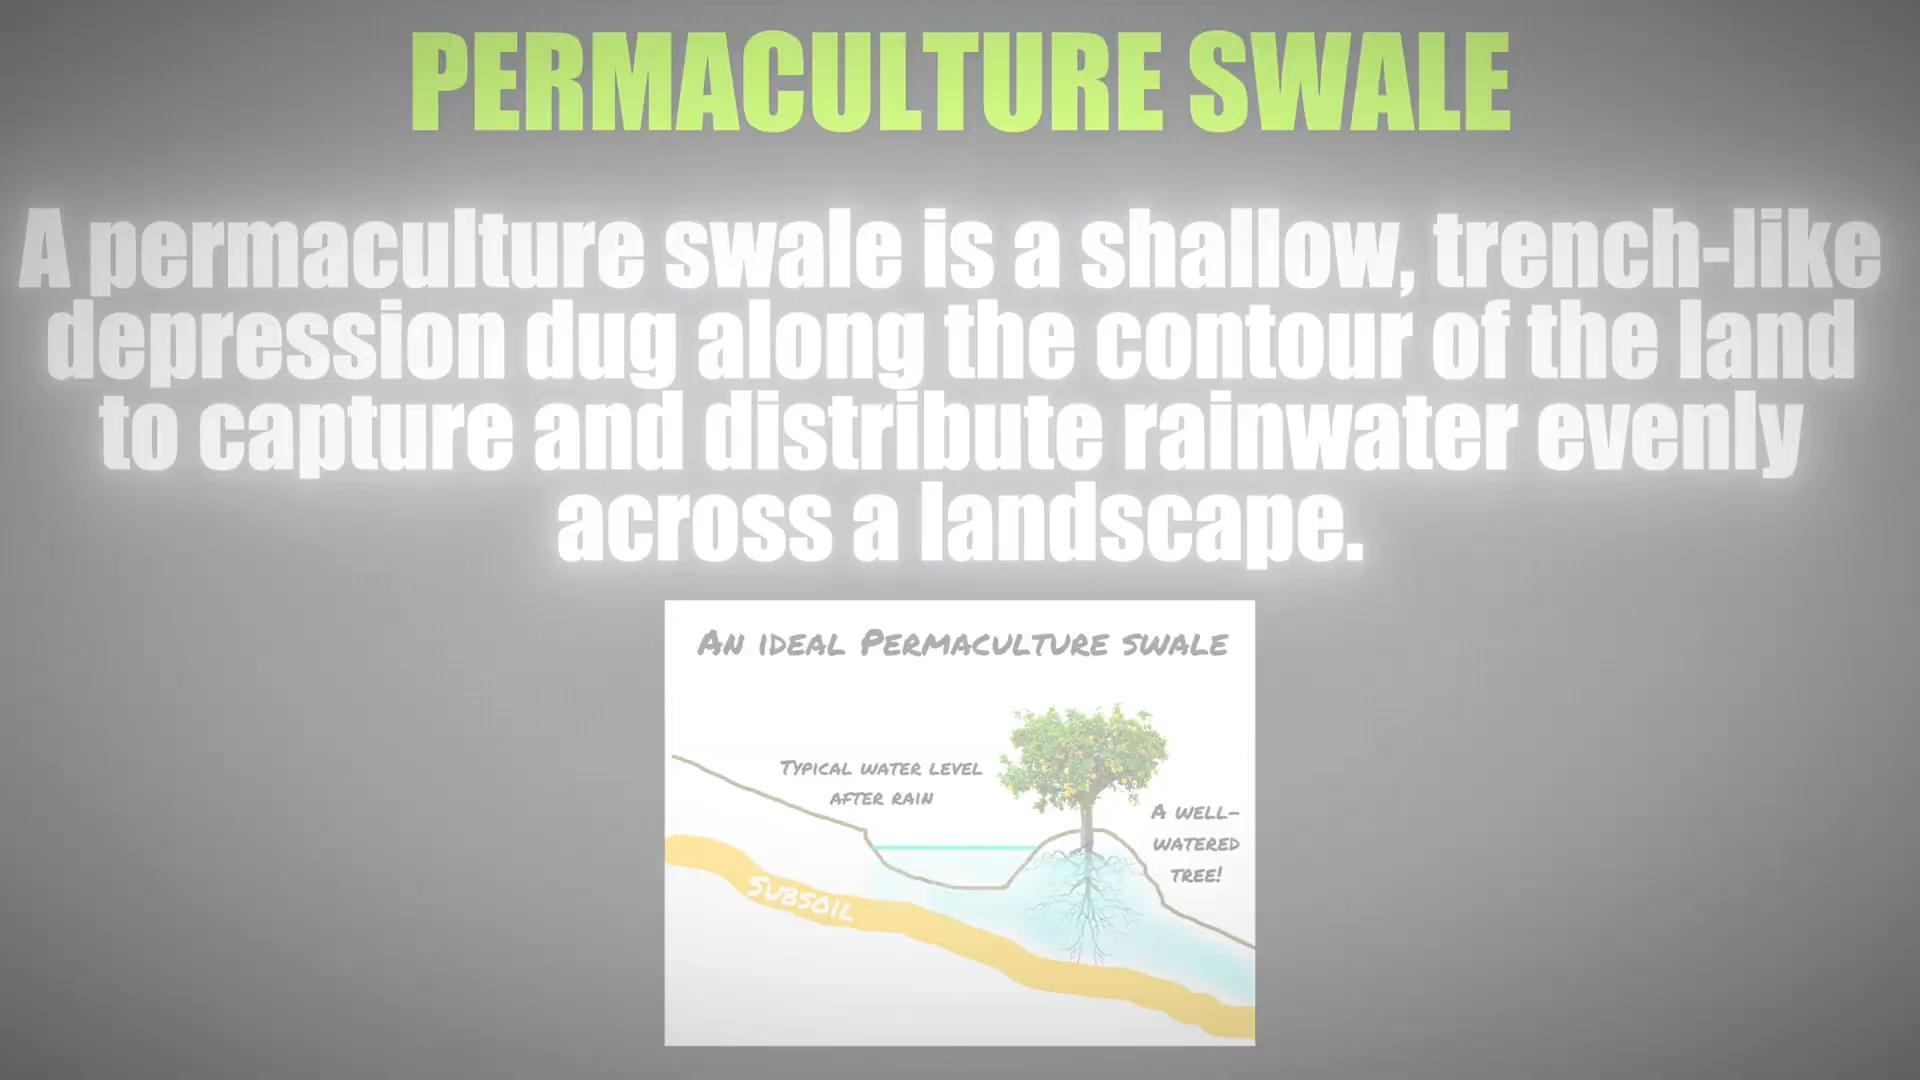 PERMACULTURE SWALE
A permaculture swale is a shallow, trench-like
depression dug along the contour of the land
to capture and distribute rainwater evenly
across a landscape.
An ideal Permaculture swale
Typical water level
after rain
A well-
watered
tree!
Subsoil